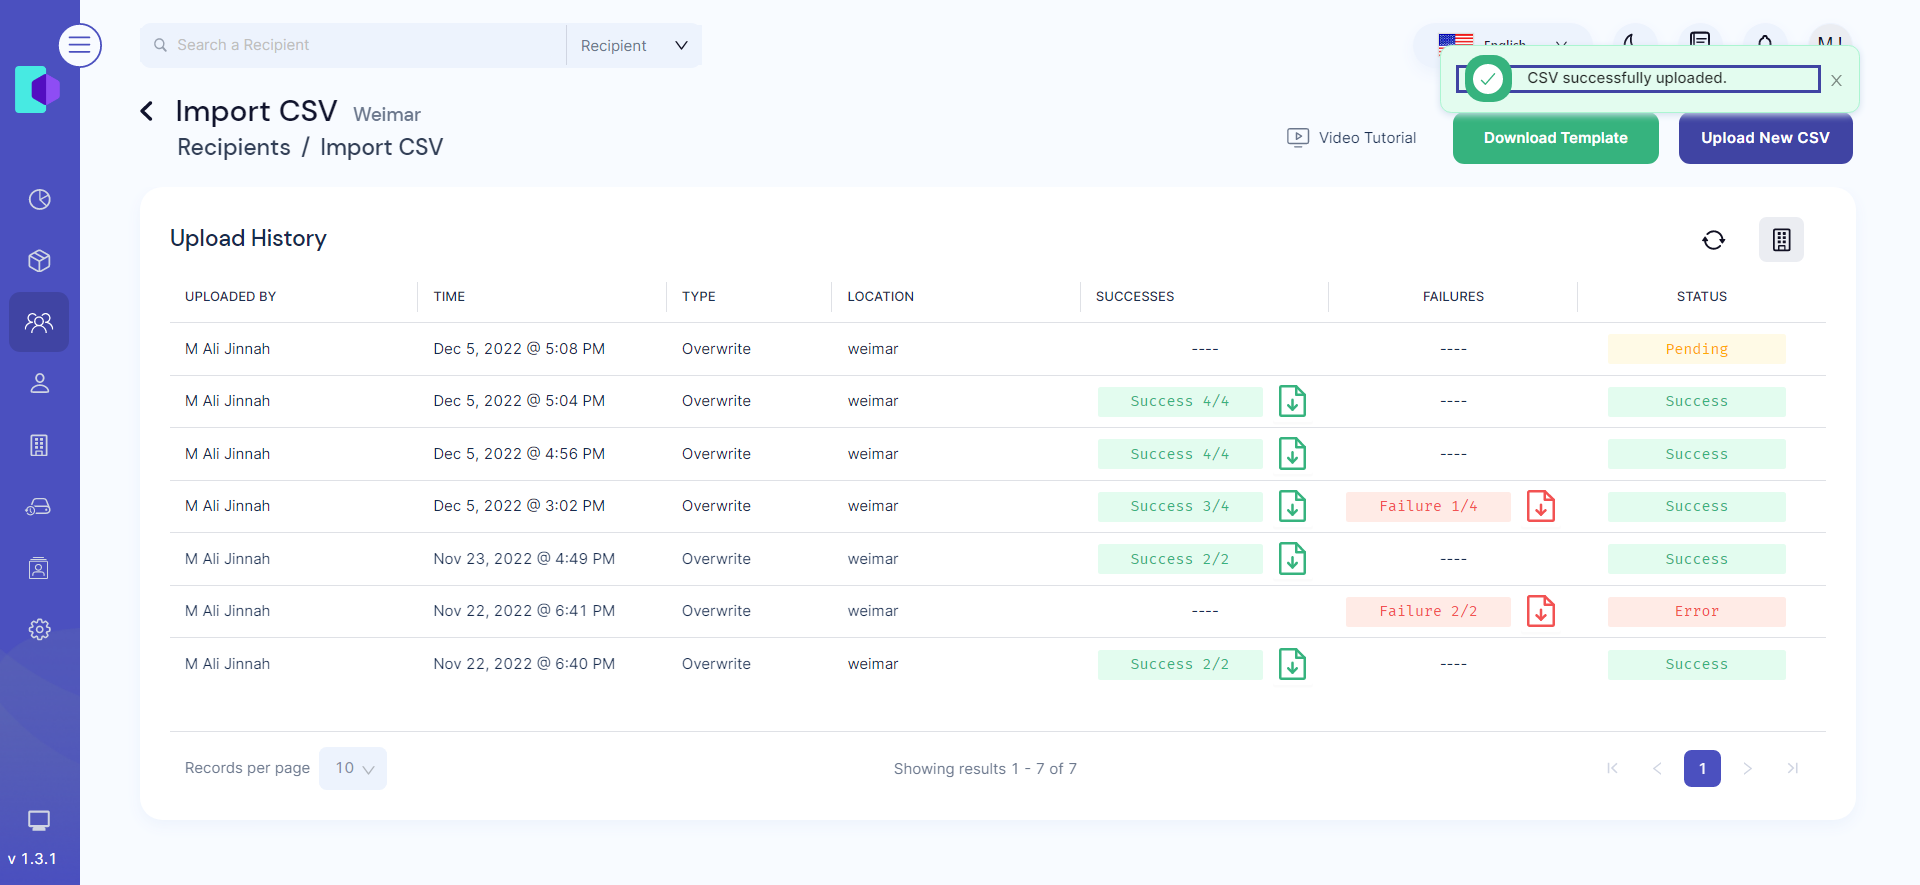 Search a Recipient
Recipient
English
M J
CSV successfully uploaded.
Import CSV Weimar
Recipients / Import CSV
Video Tutorial
Download Template
Upload New CSV
Upload History
UPLOADED BY TIME TYPE LOCATION SUCCESSES FAILURES STATUS
M Ali Jinnah Dec 5, 2022 @ 5:08 PM Overwrite weimar ---- ---- Pending
M Ali Jinnah Dec 5, 2022 @ 5:04 PM Overwrite weimar Success 4/4 ---- Success
M Ali Jinnah Dec 5, 2022 @ 4:56 PM Overwrite weimar Success 4/4 ---- Success
M Ali Jinnah Dec 5, 2022 @ 3:02 PM Overwrite weimar Success 3/4 Failure 1/4 Success
M Ali Jinnah Nov 23, 2022 @ 4:49 PM Overwrite weimar Success 2/2 ---- Success
M Ali Jinnah Nov 22, 2022 @ 6:41 PM Overwrite weimar ---- Failure 2/2 Error
M Ali Jinnah Nov 22, 2022 @ 6:40 PM Overwrite weimar Success 2/2 ---- Success
Records per page 10
Showing results 1 - 7 of 7
1
v 1.3.1